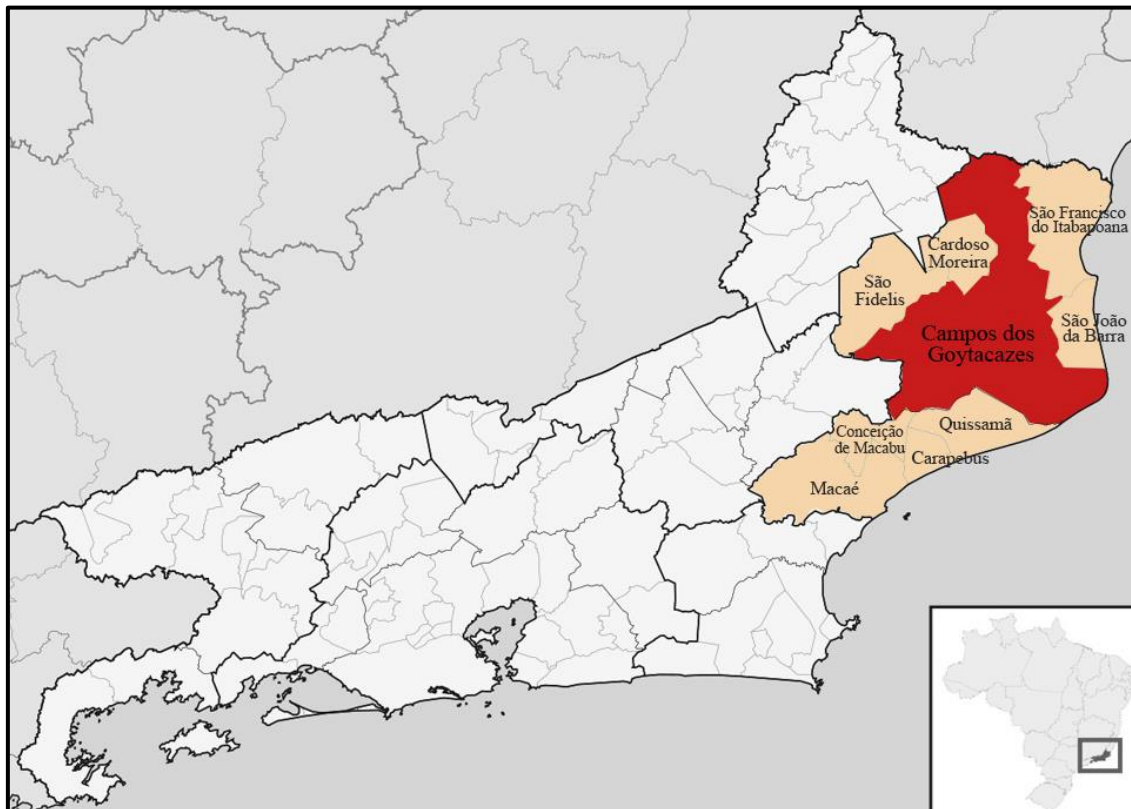 São Francisco
do Itabapoana
Cardoso
Moreira
São
Fidelis
São João
da Barra
Campos dos
Goytacazes
Quissamã
Conceição
de Macabu
Carapebus
Macaé